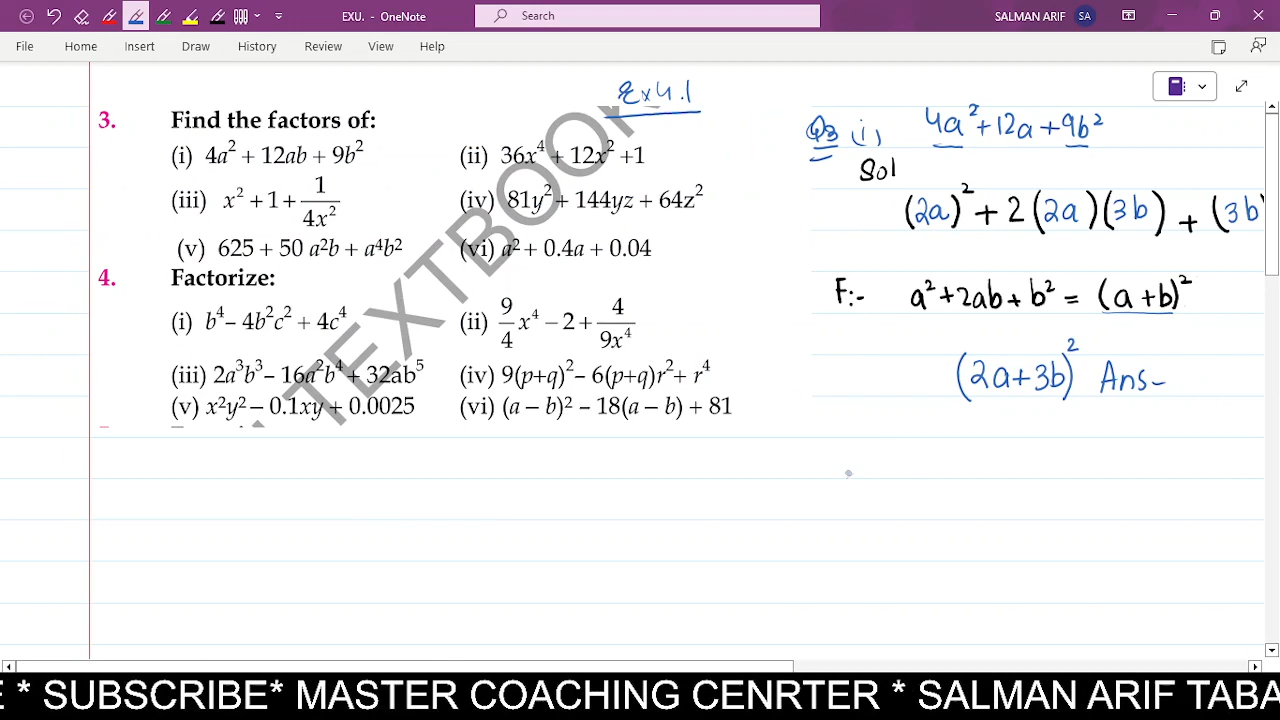 EXU. - OneNote
Search
SALMAN ARIF SA
File Home Insert Draw History Review View Help
Ex 4.1
3. Find the factors of:
(i) 4a² + 12ab + 9b² (ii) 36x⁴ + 12x² +1
(iii) x² + 1 + 1/4x² (iv) 81y² + 144yz + 64z²
(v) 625 + 50 a²b + a⁴b² (vi) a² + 0.4a + 0.04
4. Factorize:
(i) b⁴ – 4b²c² + 4c⁴ (ii) 9/4 x⁴ – 2 + 4/9x⁴
(iii) 2a³b³ – 16a²b⁴ + 32ab⁵ (iv) 9(p+q)² – 6(p+q)r² + r⁴
(v) x²y² – 0.1xy + 0.0025 (vi) (a – b)² – 18(a – b) + 81
TEXTBOOK
Q3 (i) 4a² + 12a + 9b²
Sol
(2a)² + 2(2a)(3b) + (3b
F:- a² + 2ab + b² = (a+b)²
(2a+3b)² Ans-
* SUBSCRIBE* MASTER COACHING CENRTER * SALMAN ARIF TABA